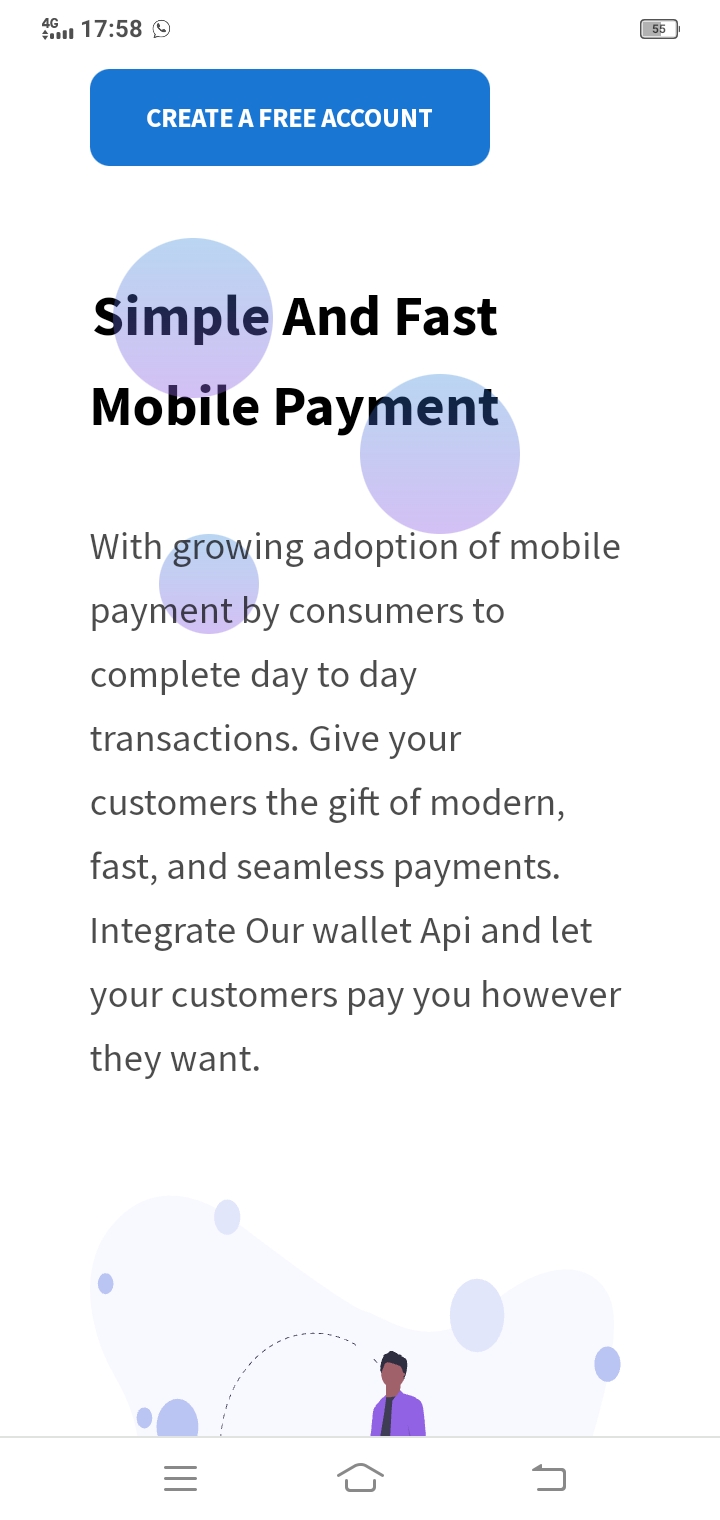 4G 17:58 55
CREATE A FREE ACCOUNT
Simple And Fast
Mobile Payment
With growing adoption of mobile
payment by consumers to
complete day to day
transactions. Give your
customers the gift of modern,
fast, and seamless payments.
Integrate Our wallet Api and let
your customers pay you however
they want.